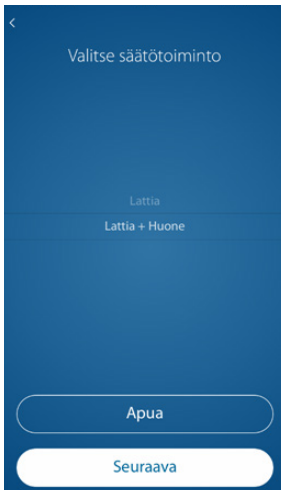 Valitse säätötoiminto
Lattia
Lattia + Huone
Apua
Seuraava